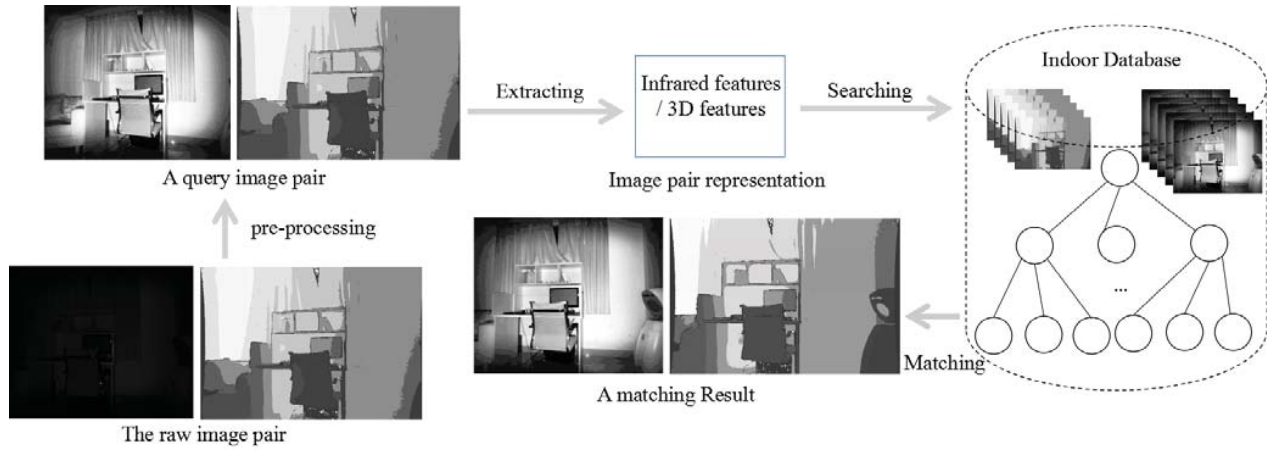 Indoor Database
Extracting
Infrared features
/ 3D features
Searching
A query image pair
Image pair representation
pre-processing
...
Matching
A matching Result
The raw image pair